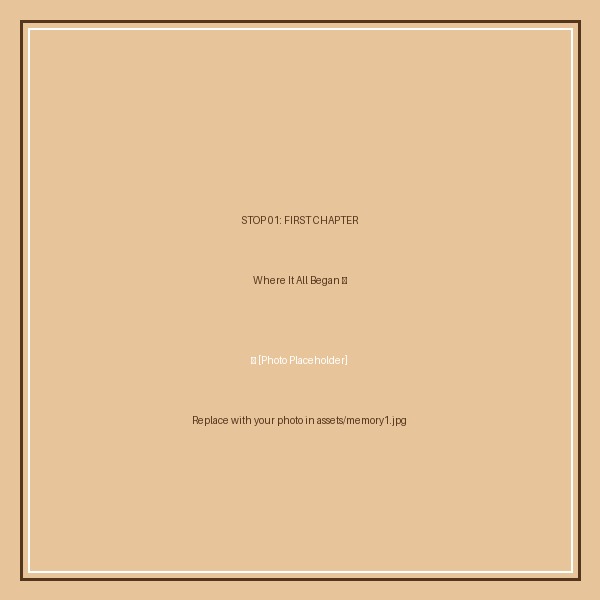 STOP 01: FIRST CHAPTER
Where It All Began
[Photo Placeholder]
Replace with your photo in assets/memory1.jpg